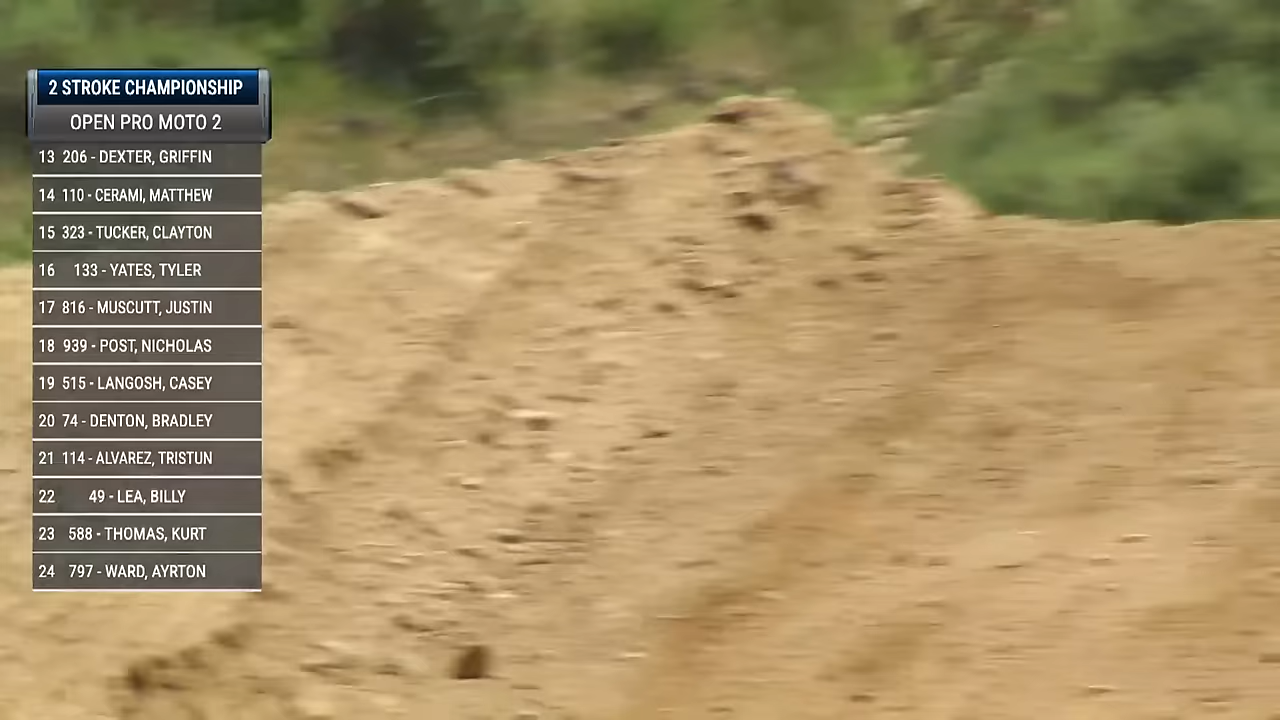 2 STROKE CHAMPIONSHIP
OPEN PRO MOTO 2
13 206 - DEXTER, GRIFFIN
14 110 - CERAMI, MATTHEW
15 323 - TUCKER, CLAYTON
16 133 - YATES, TYLER
17 816 - MUSCUTT, JUSTIN
18 939 - POST, NICHOLAS
19 515 - LANGOSH, CASEY
20 74 - DENTON, BRADLEY
21 114 - ALVAREZ, TRISTUN
22 49 - LEA, BILLY
23 588 - THOMAS, KURT
24 797 - WARD, AYRTON